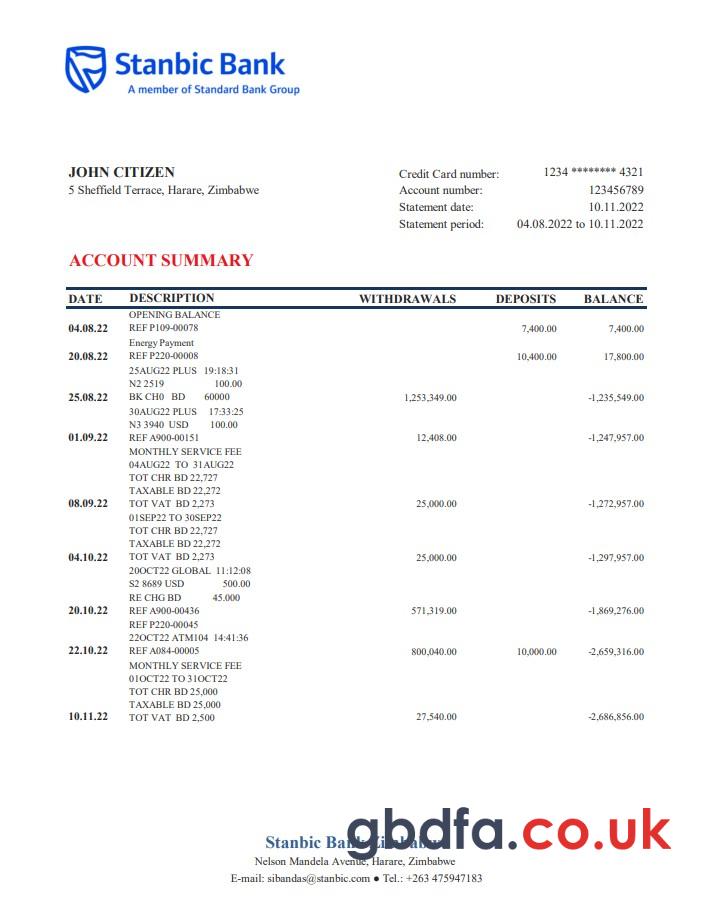 Stanbic Bank
A member of Standard Bank Group
JOHN CITIZEN
5 Sheffield Terrace, Harare, Zimbabwe
Credit Card number: 1234 ******** 4321
Account number: 123456789
Statement date: 10.11.2022
Statement period: 04.08.2022 to 10.11.2022
ACCOUNT SUMMARY
DATE DESCRIPTION WITHDRAWALS DEPOSITS BALANCE
OPENING BALANCE
04.08.22 REF P109-00078 7,400.00 7,400.00
Energy Payment
20.08.22 REF P220-00008 10,400.00 17,800.00
25AUG22 PLUS 19:18:31
N2 2519 100.00
25.08.22 BK CH0 BD 60000 1,253,349.00 -1,235,549.00
30AUG22 PLUS 17:33:25
N3 3940 USD 100.00
01.09.22 REF A900-00151 12,408.00 -1,247,957.00
MONTHLY SERVICE FEE
04AUG22 TO 31AUG22
TOT CHR BD 22,727
TAXABLE BD 22,272
08.09.22 TOT VAT BD 2,273 25,000.00 -1,272,957.00
01SEP22 TO 30SEP22
TOT CHR BD 22,727
TAXABLE BD 22,272
04.10.22 TOT VAT BD 2,273 25,000.00 -1,297,957.00
20OCT22 GLOBAL 11:12:08
S2 8689 USD 500.00
RE CHG BD 45.000
20.10.22 REF A900-00436 571,319.00 -1,869,276.00
REF P220-00045
22OCT22 ATM104 14:41:36
22.10.22 REF A084-00005 800,040.00 10,000.00 -2,659,316.00
MONTHLY SERVICE FEE
01OCT22 TO 31OCT22
TOT CHR BD 25,000
TAXABLE BD 25,000
10.11.22 TOT VAT BD 2,500 27,540.00 -2,686,856.00
gbdfa.co.uk
Stanbic Bank Zimbabwe
Nelson Mandela Avenue, Harare, Zimbabwe
E-mail: sibandas@stanbic.com ● Tel.: +263 475947183